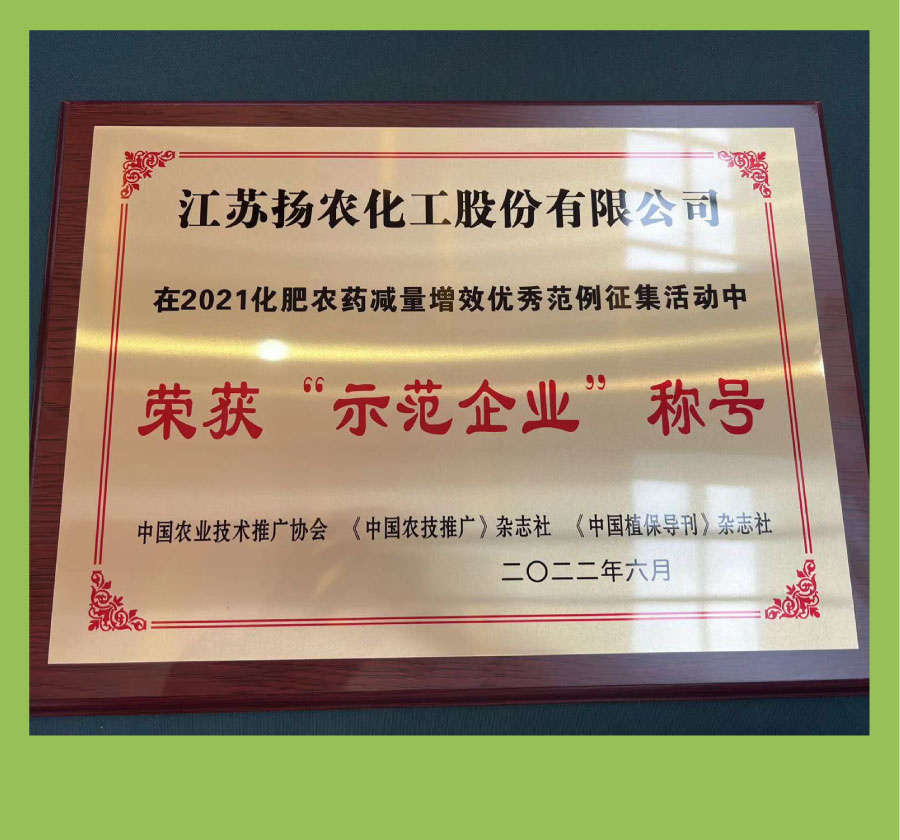 江苏扬农化工股份有限公司
在2021化肥农药减量增效优秀范例征集活动中
荣获“示范企业”称号
中国农业技术推广协会 《中国农技推广》杂志社 《中国植保导刊》杂志社
二〇二二年六月